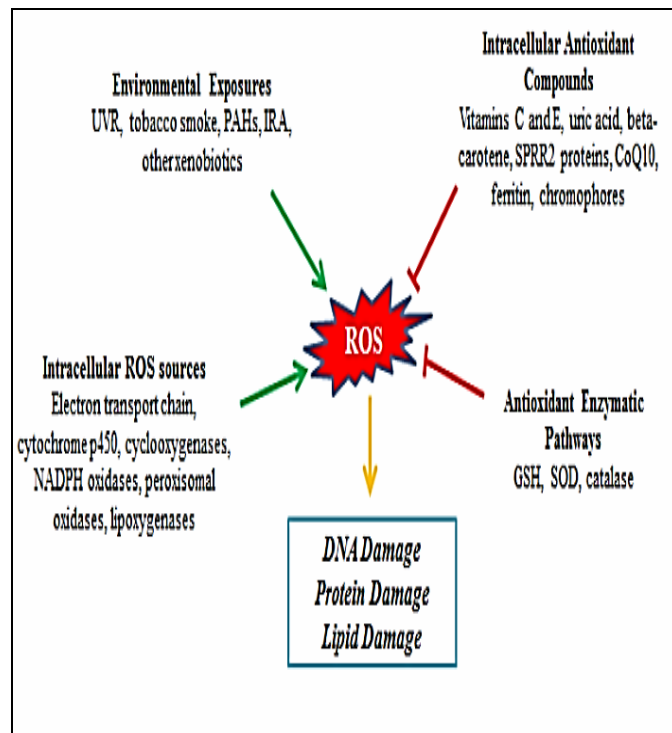 Environmental Exposures
UVR, tobacco smoke, PAHs, IRA,
otherxenobiotics
Intracellular Antioxidant
Compounds
Vitamins C and E, uric acid, beta-
carotene, SPRR2 proteins, CoQ10,
ferritin, chromophores
ROS
Intracellular ROS sources
Electron transport chain,
cytochrome p450, cyclooxygenases,
NADPH oxidases, peroxisomal
oxidases, lipoxygenases
Antioxidant Enzymatic
Pathways
GSH, SOD, catalase
DNA Damage
Protein Damage
Lipid Damage